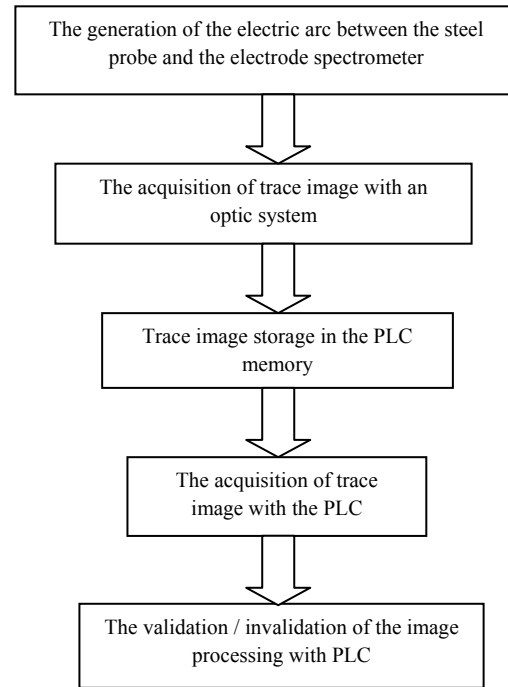 The generation of the electric arc between the steel
probe and the electrode spectrometer
The acquisition of trace image with an
optic system
Trace image storage in the PLC
memory
The acquisition of trace
image with the PLC
The validation / invalidation of the image
processing with PLC